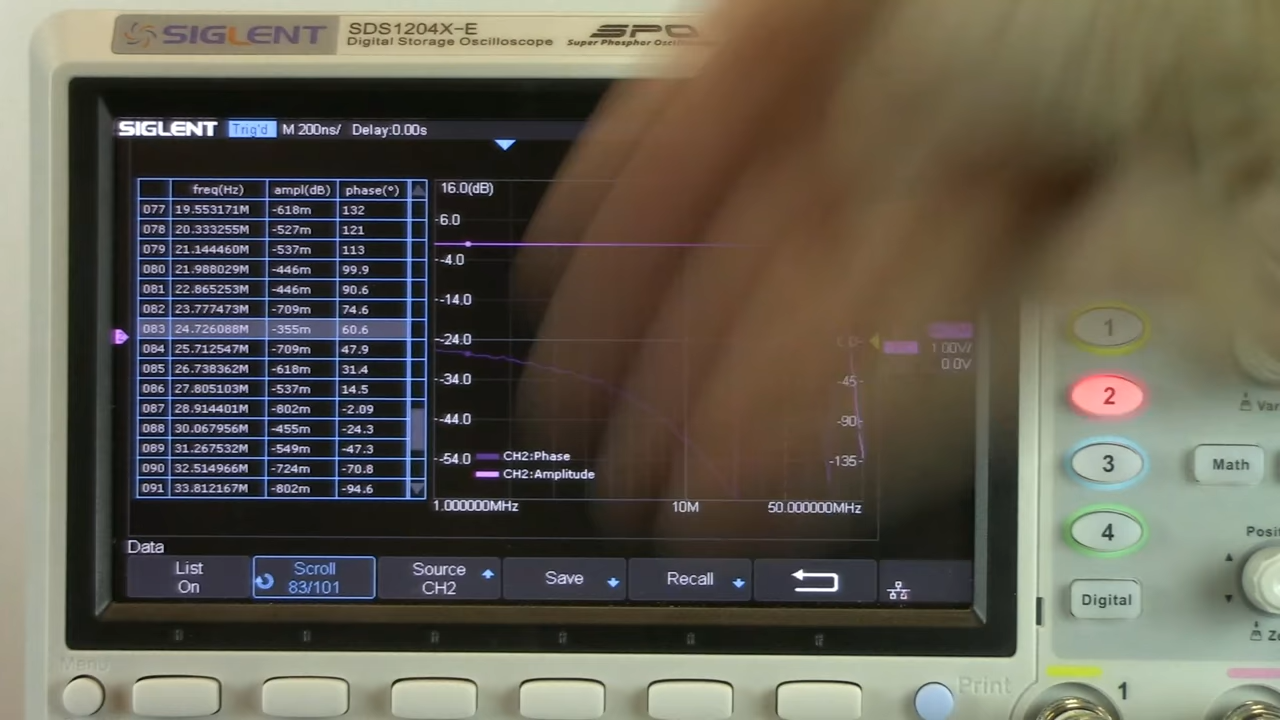 SIGLENT SDS1204X-E
Digital Storage Oscilloscope
SPO
Super Phosphor
SIGLENT Trig'd M 200ns/ Delay:0.00s
freq(Hz) ampl(dB) phase(°)
077 19.553171M -618m 132
078 20.333255M -527m 121
079 21.144460M -537m 113
080 21.988029M -446m 99.9
081 22.865253M -446m 90.6
082 23.777473M -709m 74.6
083 24.726088M -355m 60.6
084 25.712547M -709m 47.9
085 26.738362M -618m 31.4
086 27.805103M -537m 14.5
087 28.914401M -802m -2.09
088 30.067956M -455m -24.3
089 31.267532M -549m -47.3
090 32.514966M -724m -70.8
091 33.812167M -802m -94.6
16.0(dB)
-6.0
-4.0
-14.0
-24.0
-34.0
-44.0
-54.0
CH2:Phase
CH2:Amplitude
1.000000MHz 10M 50.000000MHz
-45
-90
-135
1.00V/
0.0V
Data
List
On
Scroll
83/101
Source
CH2
Save
Recall
Menu
Print
1
2
3
4
Math
Digital
1